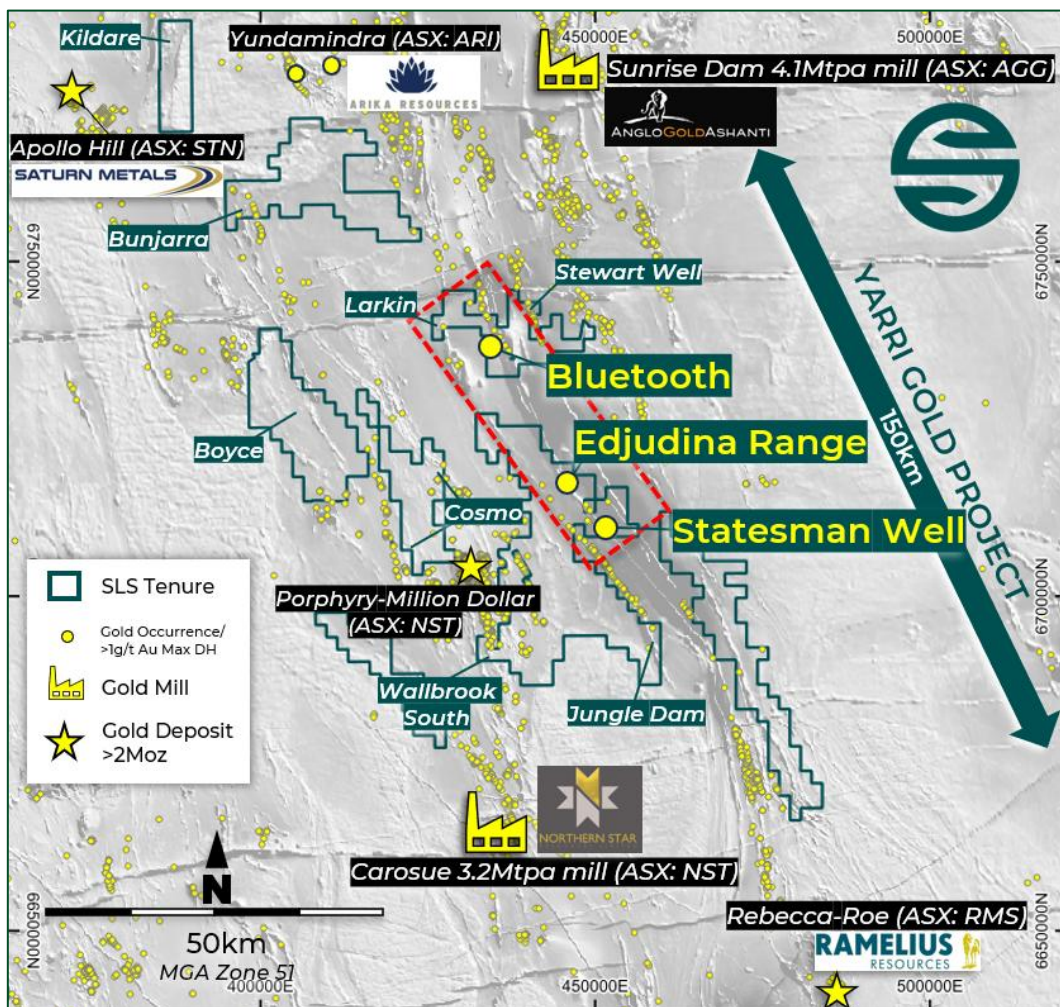 Kildare
Yundamindra (ASX: ARI)
ARIKA RESOURCES
450000E
500000E
Sunrise Dam 4.1Mtpa mill (ASX: AGG)
ANGLOGOLDASHANTI
Apollo Hill (ASX: STN)
SATURN METALS
Bunjarra
6750000N
6750000N
Stewart Well
Larkin
Bluetooth
YARRI GOLD PROJECT
150km
Boyce
Edjudina Range
Cosmo
Statesman Well
SLS Tenure
Gold Occurrence/
>1g/t Au Max DH
Gold Mill
Gold Deposit
>2Moz
Porphyry-Million Dollar
(ASX: NST)
6700000N
Wallbrook
South
Jungle Dam
NORTHERN STAR
Carosue 3.2Mtpa mill (ASX: NST)
N
50km
MGA Zone 51
6650000N
6650000N
Rebecca-Roe (ASX: RMS)
RAMELIUS
RESOURCES
400000E
450000E
500000E